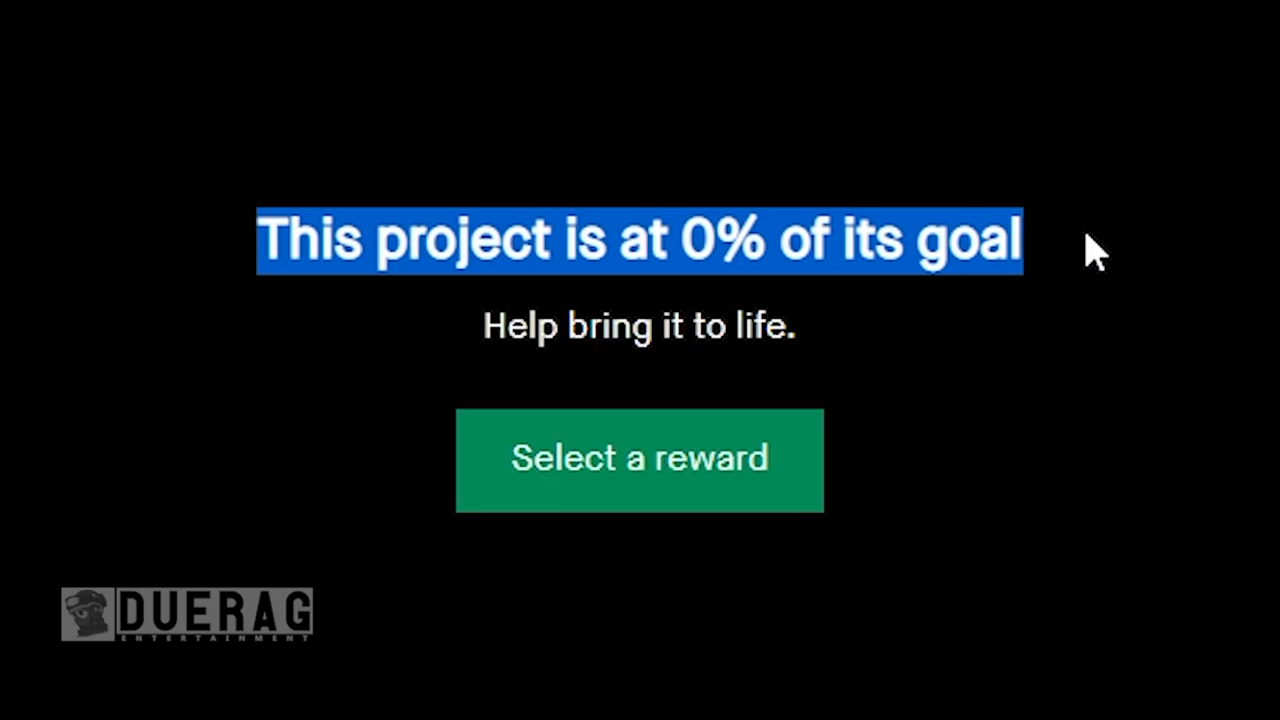 This project is at 0% of its goal
Help bring it to life.
Select a reward
DUERAG
ENTERTAINMENT